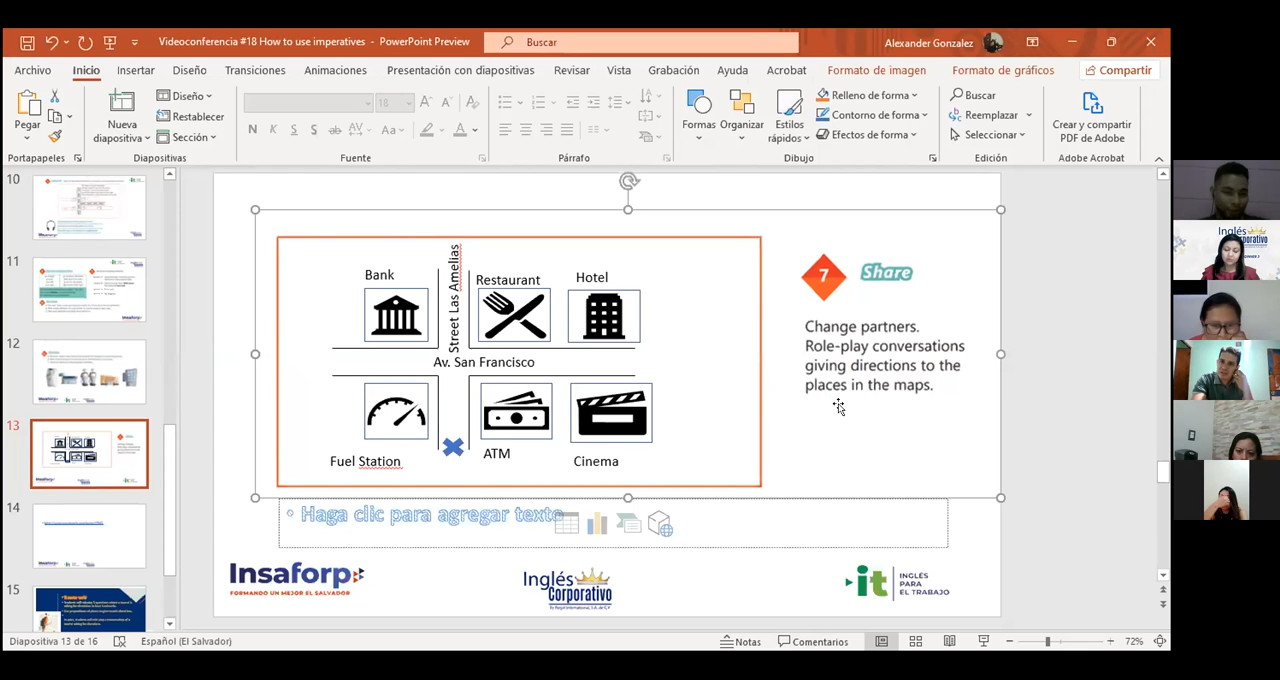 Videoconferencia #18 How to use imperatives - PowerPoint Preview
Buscar
Alexander Gonzalez
Archivo Inicio Insertar Diseño Transiciones Animaciones Presentación con diapositivas Revisar Vista Grabación Ayuda Acrobat Formato de imagen Formato de gráficos Compartir
Pegar
Nueva diapositiva
Diseño
Restablecer
Sección
18
N K S S ab AV Aa A
Formas
Organizar
Estilos rápidos
Relleno de forma
Contorno de forma
Efectos de forma
Buscar
Reemplazar
Seleccionar
Crear y compartir PDF de Adobe
Portapapeles Diapositivas Fuente Párrafo Dibujo Edición Adobe Acrobat
10
11
12
13
14
15
Bank
Street Las Amelias
Restaurant
Hotel
Av. San Francisco
Fuel Station
ATM
Cinema
7 Share
Change partners.
Role-play conversations
giving directions to the
places in the maps.
Haga clic para agregar texto
Insaforp
FORMANDO UN MEJOR EL SALVADOR
Inglés
Corporativo
it INGLÉS
PARA
EL TRABAJO
Inglés
Corporativo
Diapositiva 13 de 16 Español (El Salvador) Notas Comentarios 72%